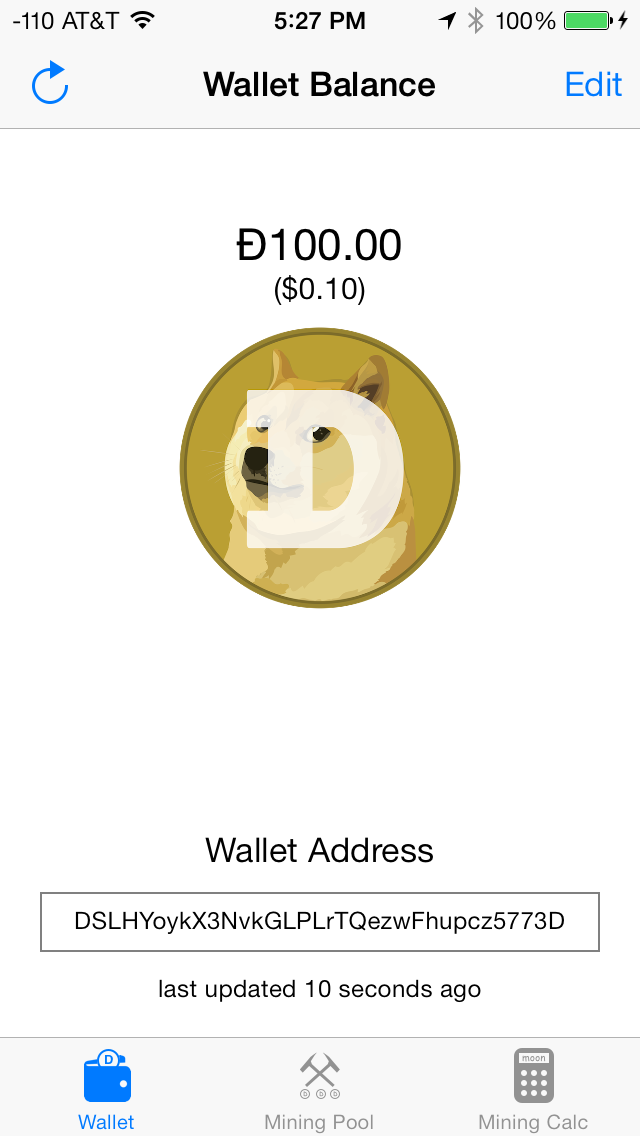 -110 AT&T 5:27 PM 100%
Wallet Balance Edit
Ð100.00
($0.10)
D
Wallet Address
DSLHYoykX3NvkGLPLrTQezwFhupcz5773D
last updated 10 seconds ago
D
D D D
moon
Wallet Mining Pool Mining Calc